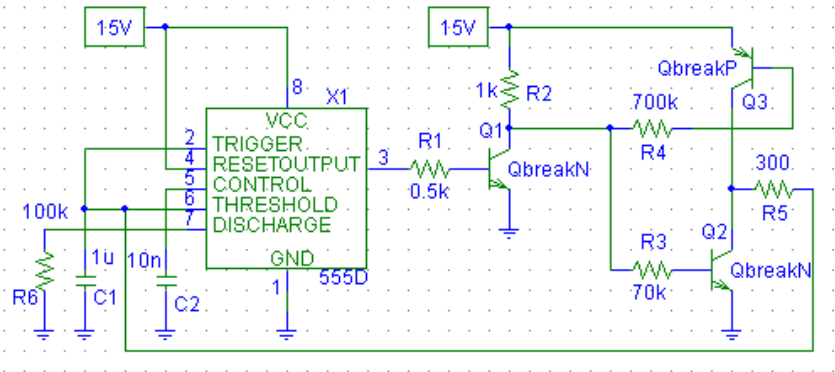 15V
15V
8
X1
1k
R2
QbreakP
Q3
VCC
2
TRIGGER
4
RESETOUTPUT
3
5
CONTROL
6
THRESHOLD
7
DISCHARGE
GND
1
555D
R1
0.5k
Q1
QbreakN
700k
R4
300
R5
R3
70k
Q2
QbreakN
100k
R6
1u
C1
10n
C2